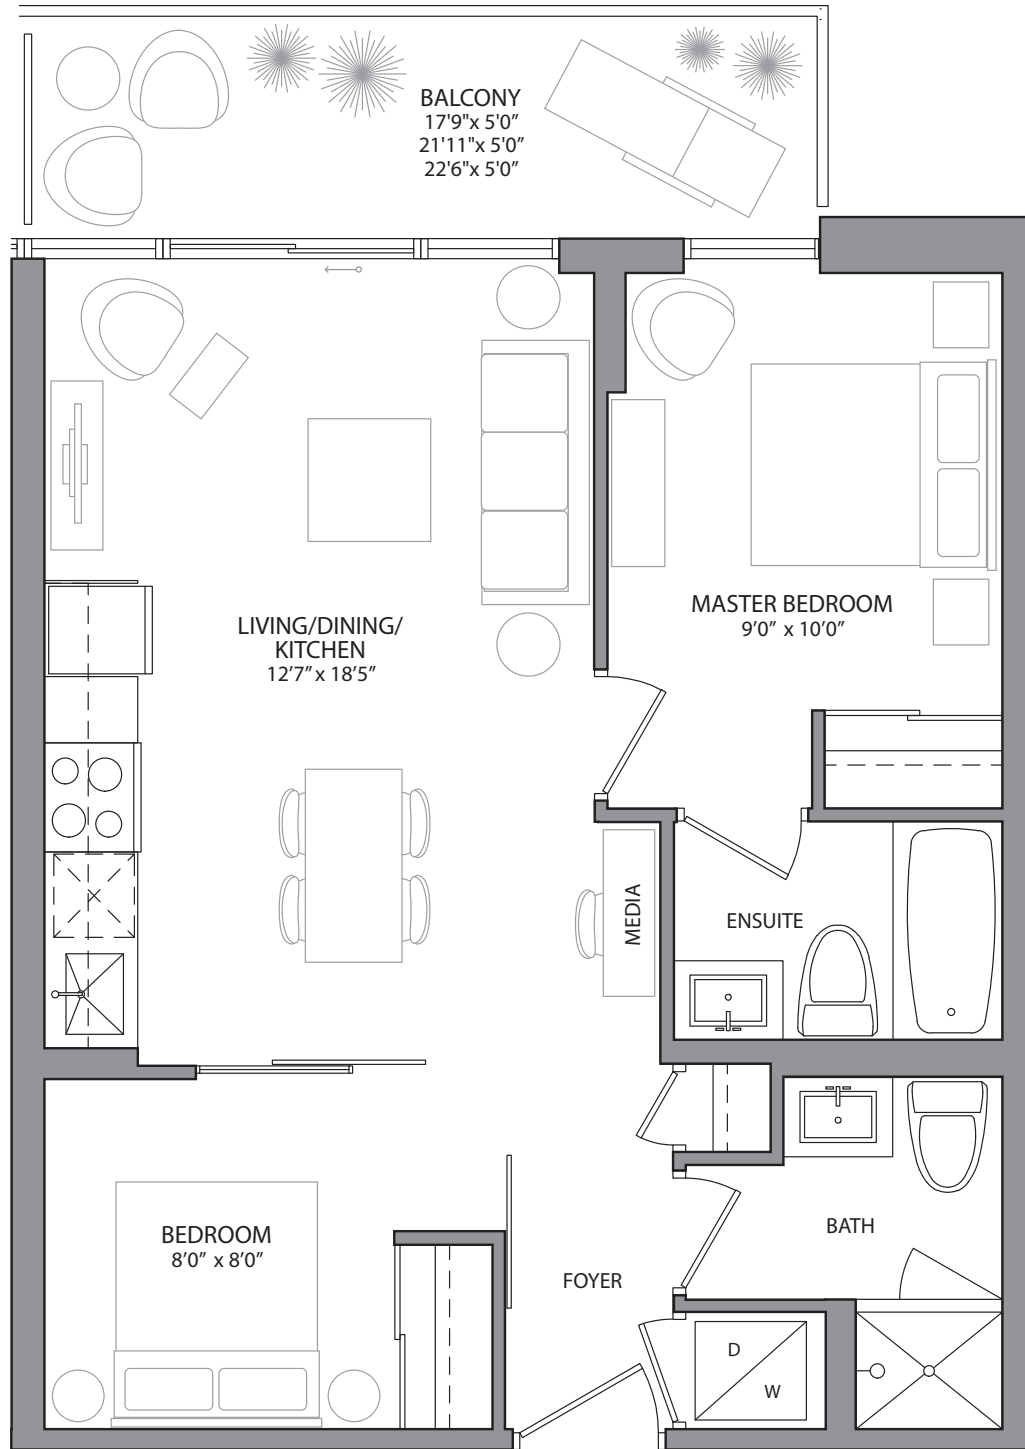 BALCONY
17'9"x 5'0”
21'11"x 5'0”
22'6"x 5'0”
LIVING/DINING/
KITCHEN
12’7” x 18’5”
MASTER BEDROOM
9’0” x 10’0”
MEDIA
ENSUITE
BEDROOM
8’0” x 8’0”
FOYER
BATH
D
W